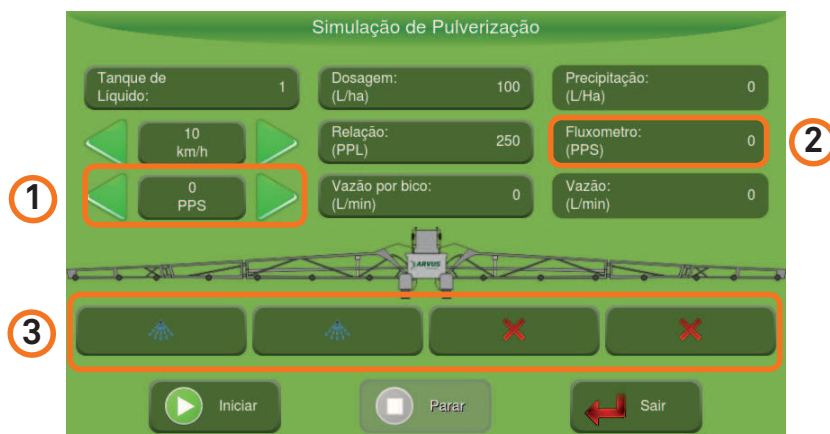 Simulação de Pulverização
Tanque de
Líquido:
1
Dosagem:
(L/ha)
100
Precipitação:
(L/Ha)
0
10
km/h
Relação:
(PPL)
250
Fluxometro:
(PPS)
0
2
1
0
PPS
Vazão por bico:
(L/min)
0
Vazão:
(L/min)
0
ARVUS
3
Iniciar
Parar
Sair